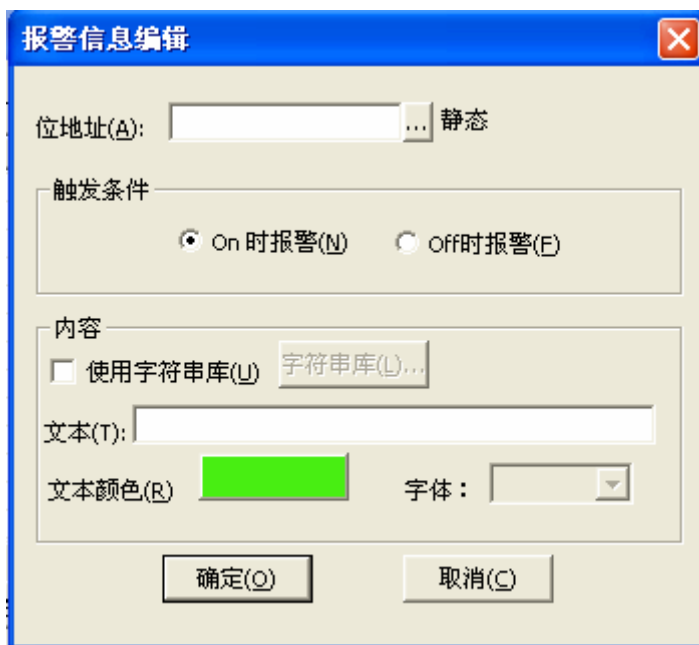 报警信息编辑
位地址(A): ... 静态
触发条件
On 时报警(N) Off时报警(F)
内容
使用字符串库(U) 字符串库(L)...
文本(T):
文本颜色(R) 字体：
确定(O) 取消(C)